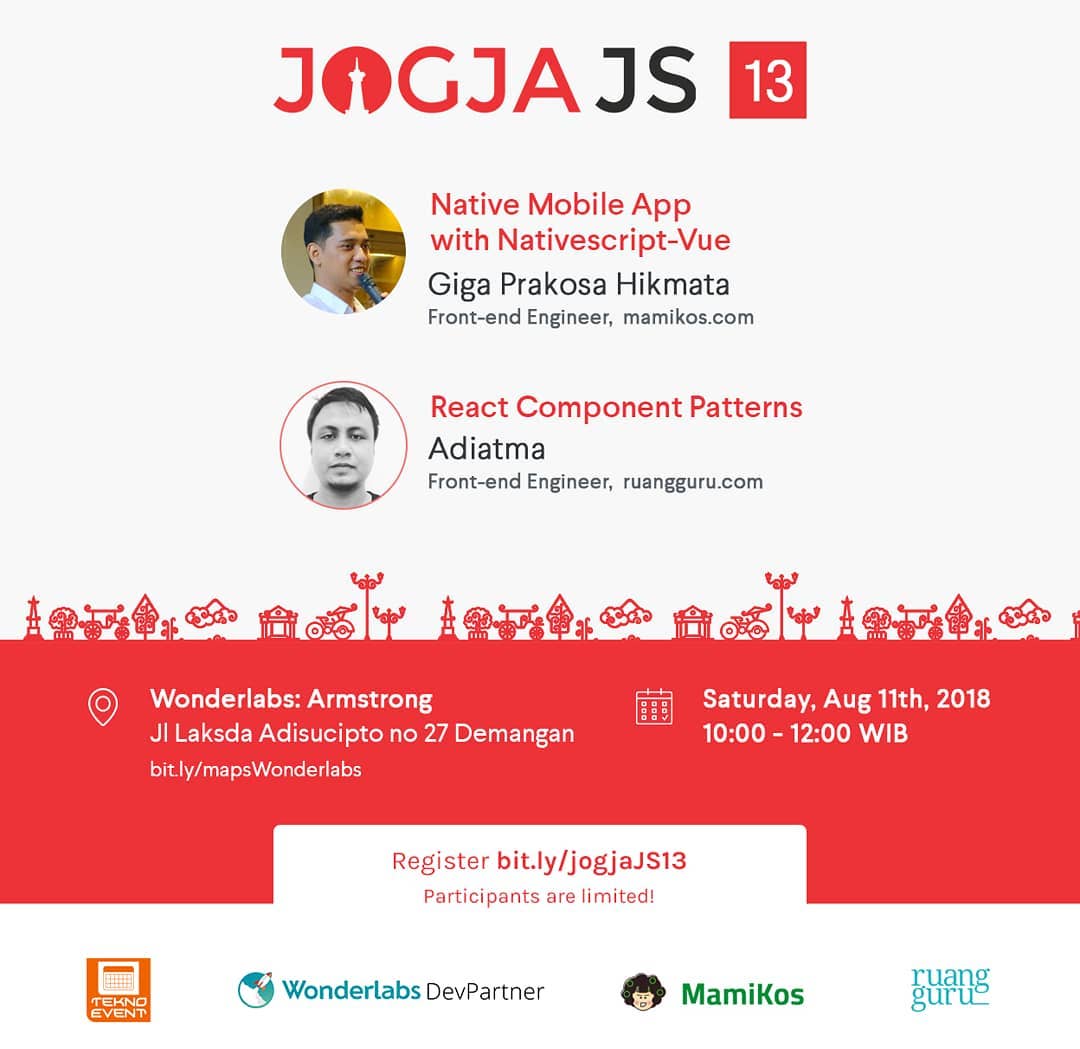 JOGJA JS 13
Native Mobile App
with Nativescript-Vue
Giga Prakosa Hikmata
Front-end Engineer, mamikos.com
React Component Patterns
Adiatma
Front-end Engineer, ruangguru.com
Wonderlabs: Armstrong
Jl Laksda Adisucipto no 27 Demangan
bit.ly/mapsWonderlabs
Saturday, Aug 11th, 2018
10:00 - 12:00 WIB
Register bit.ly/jogjaJS13
Participants are limited!
TEKNO
EVENT
Wonderlabs DevPartner
MamiKos
ruang
guru